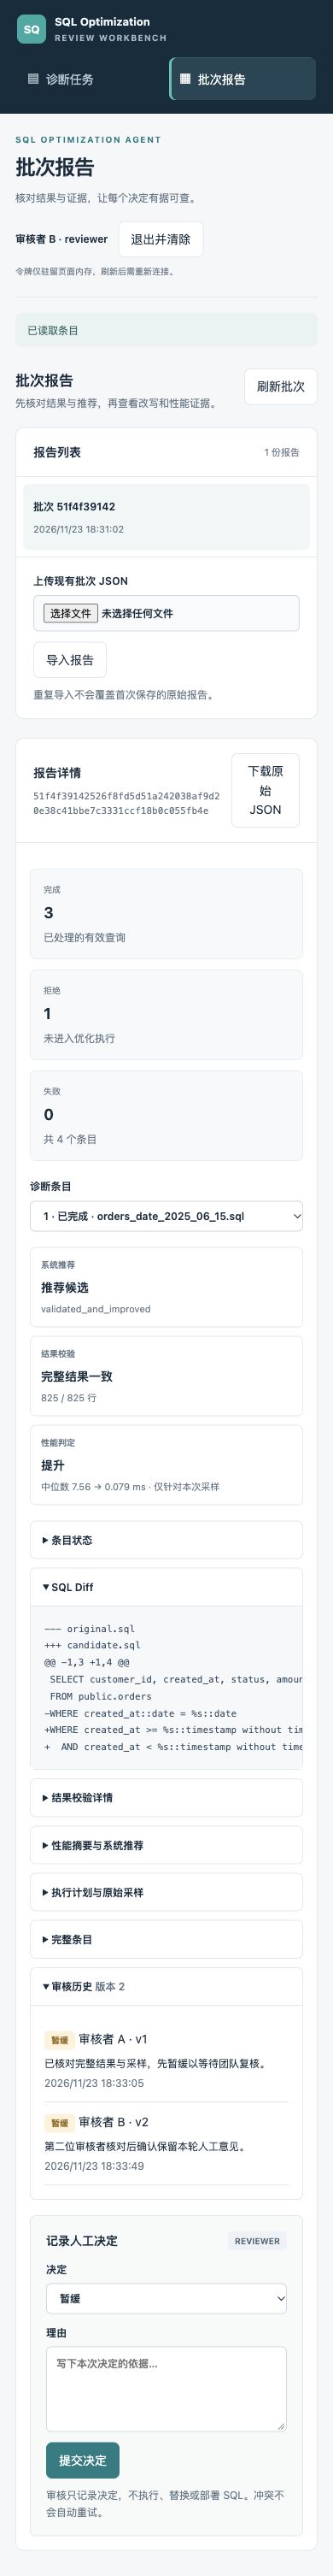 SQ
SQL Optimization
REVIEW WORKBENCH
诊断任务
批次报告
SQL OPTIMIZATION AGENT
批次报告
核对结果与证据，让每个决定有据可查。
审核者 B · reviewer
退出并清除
令牌仅驻留页面内存，刷新后需重新连接。
已读取条目
批次报告
先核对结果与推荐，再查看改写和性能证据。
刷新批次
报告列表
1 份报告
批次 51f4f39142
2026/11/23 18:31:02
上传现有批次 JSON
选择文件 未选择任何文件
导入报告
重复导入不会覆盖首次保存的原始报告。
报告详情
51f4f39142526f8fd5d51a242038af9d2
0e38c41bbe7c3331ccf18b0c055fb4e
下载原
始
JSON
完成
3
已处理的有效查询
拒绝
1
未进入优化执行
失败
0
共 4 个条目
诊断条目
1 · 已完成 · orders_date_2025_06_15.sql
系统推荐
推荐候选
validated_and_improved
结果校验
完整结果一致
825 / 825 行
性能判定
提升
中位数 7.56 → 0.079 ms · 仅针对本次采样
▶ 条目状态
▼ SQL Diff
--- original.sql
+++ candidate.sql
@@ -1,3 +1,4 @@
SELECT customer_id, created_at, status, amoun
FROM public.orders
-WHERE created_at::date = %s::date
+WHERE created_at >= %s::timestamp without tim
+  AND created_at < %s::timestamp without time
▶ 结果校验详情
▶ 性能摘要与系统推荐
▶ 执行计划与原始采样
▶ 完整条目
▼ 审核历史 版本 2
暂缓 审核者 A · v1
已核对完整结果与采样，先暂缓以等待团队复核。
2026/11/23 18:33:05
暂缓 审核者 B · v2
第二位审核者核对后确认保留本轮人工意见。
2026/11/23 18:33:49
记录人工决定
REVIEWER
决定
暂缓
理由
写下本次决定的依据...
提交决定
审核只记录决定，不执行、替换或部署 SQL。冲突不
会自动重试。